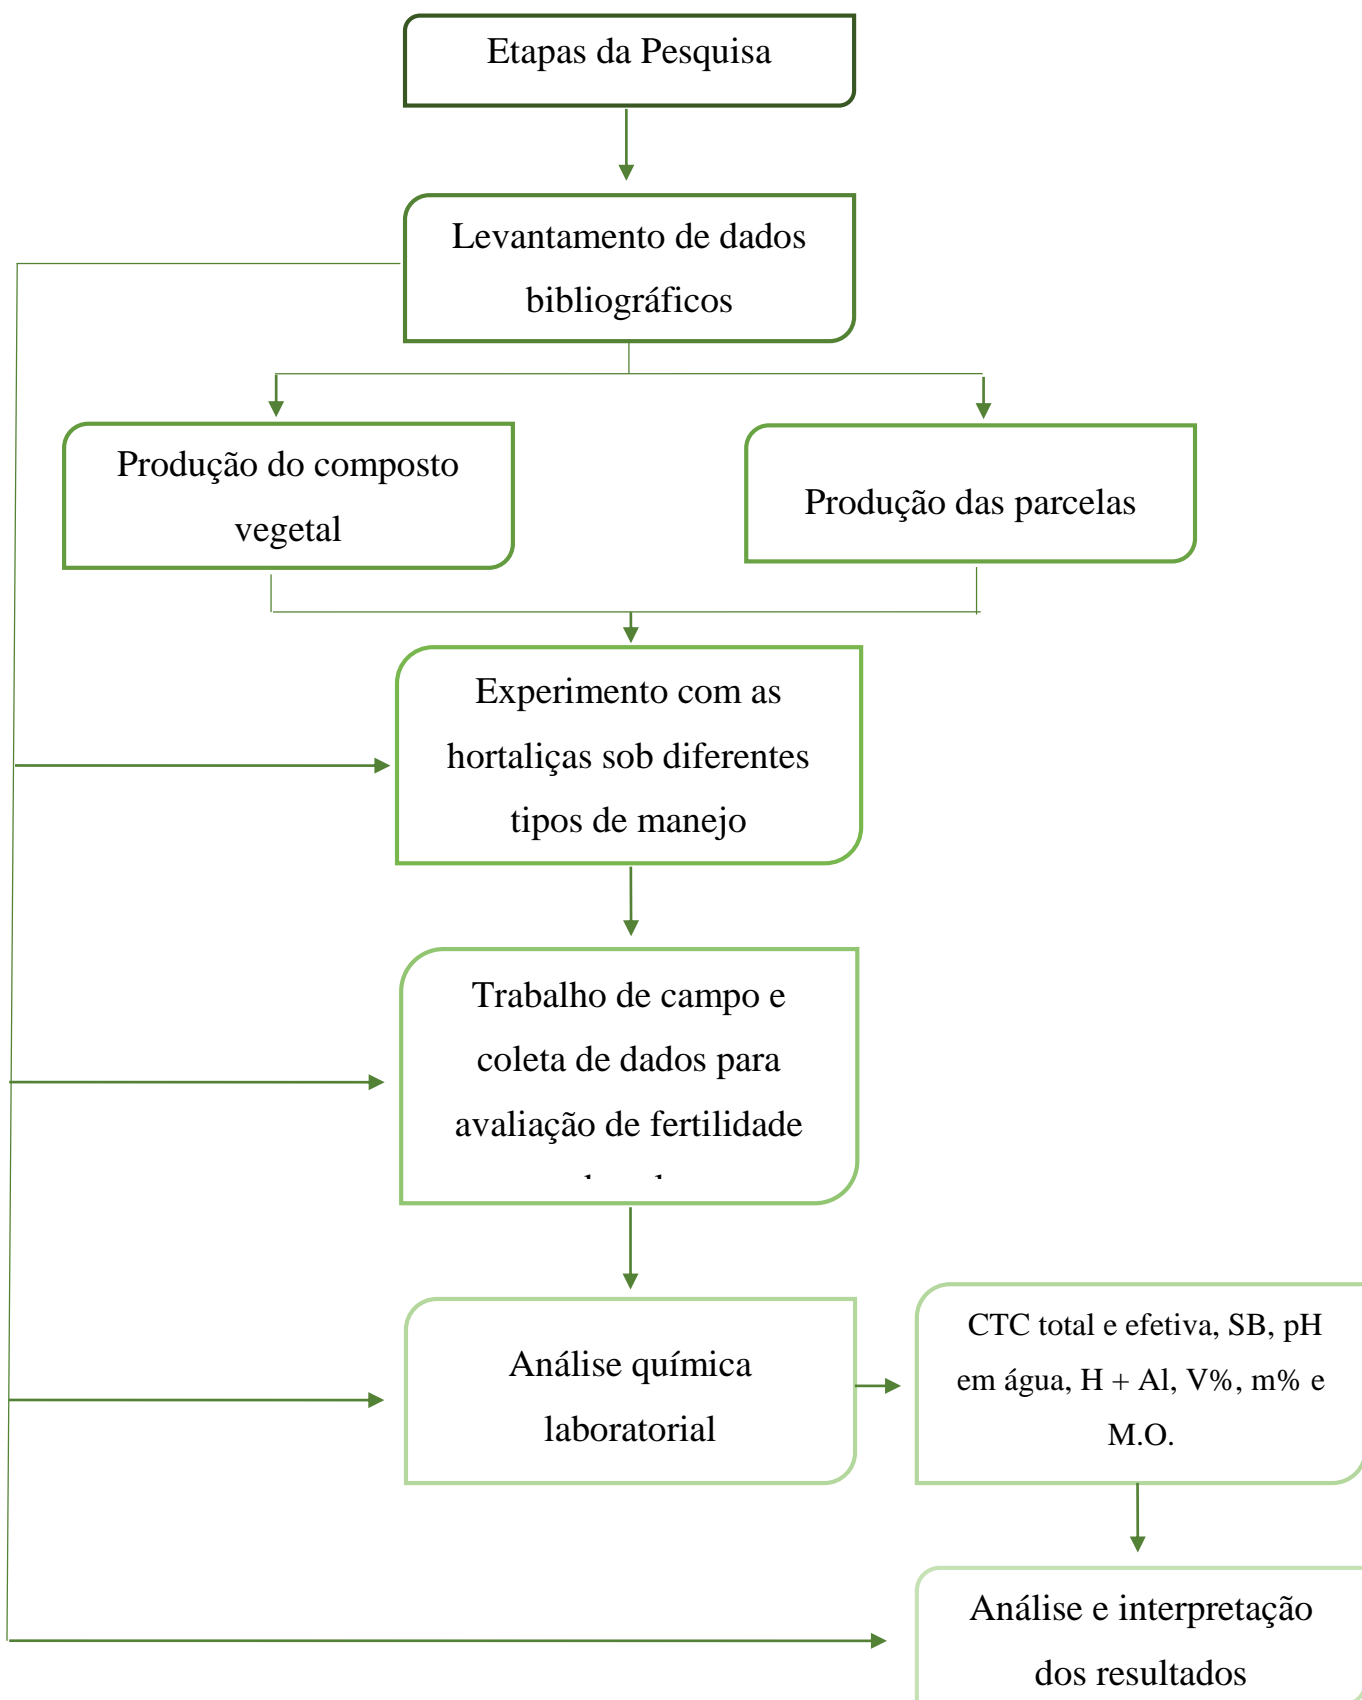 Etapas da Pesquisa
Levantamento de dados
bibliográficos
Produção do composto
vegetal
Produção das parcelas
Experimento com as
hortaliças sob diferentes
tipos de manejo
Trabalho de campo e
coleta de dados para
avaliação de fertilidade
Análise química
laboratorial
CTC total e efetiva, SB, pH
em água, H + Al, V%, m% e
M.O.
Análise e interpretação
dos resultados